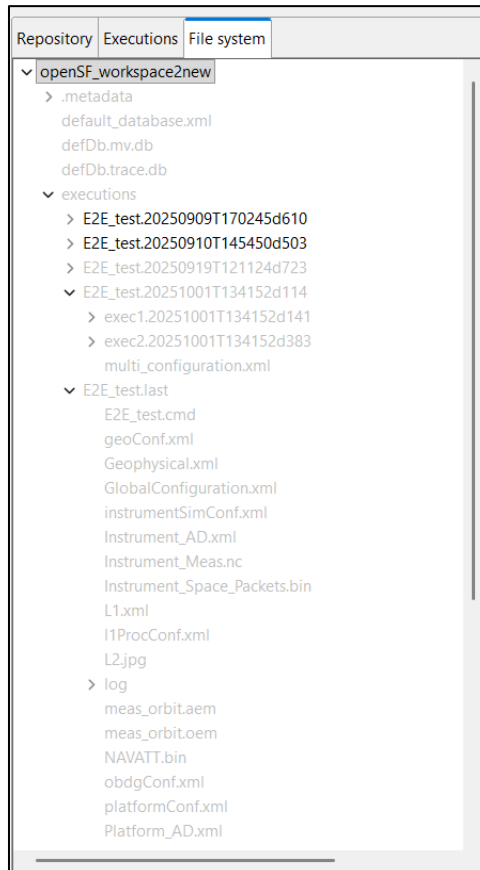 Repository Executions File system
openSF_workspace2new
.metadata
default_database.xml
defDb.mv.db
defDb.trace.db
executions
E2E_test.20250909T170245d610
E2E_test.20250910T145450d503
E2E_test.20250919T121124d723
E2E_test.20251001T134152d114
exec1.20251001T134152d141
exec2.20251001T134152d383
multi_configuration.xml
E2E_test.last
E2E_test.cmd
geoConf.xml
Geophysical.xml
GlobalConfiguration.xml
instrumentSimConf.xml
Instrument_AD.xml
Instrument_Meas.nc
Instrument_Space_Packets.bin
L1.xml
l1ProcConf.xml
L2.jpg
log
meas_orbit.aem
meas_orbit.oem
NAVATT.bin
obdgConf.xml
platformConf.xml
Platform_AD.xml